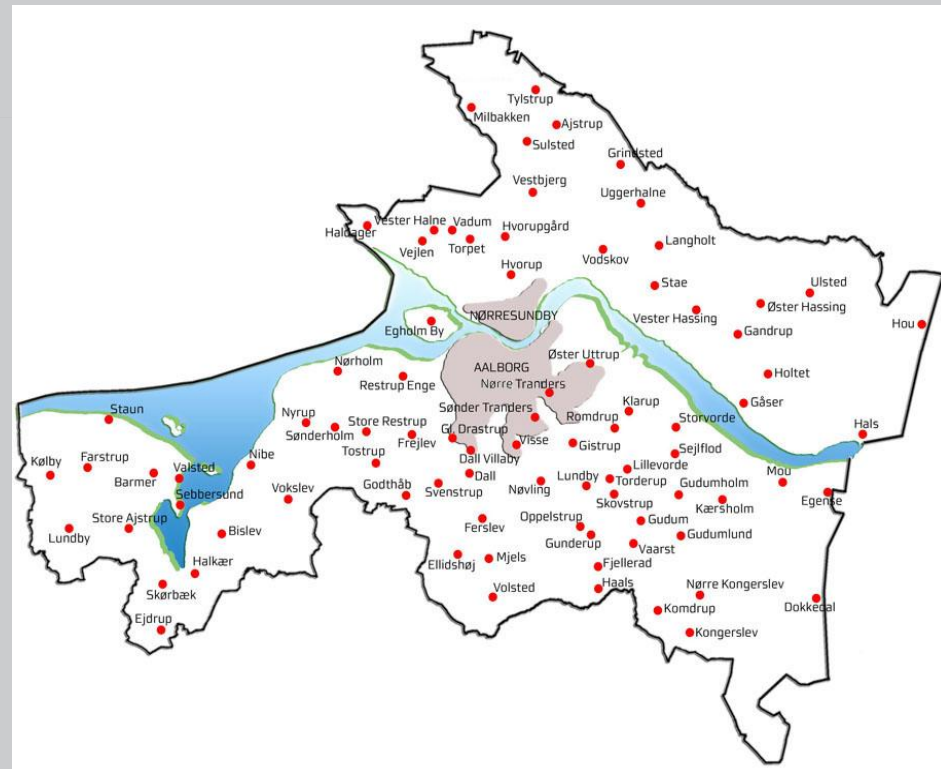 Tylstrup
Milbakken
Ajstrup
Sulsted
Grindsted
Vestbjerg
Uggerhalne
Vester Halne
Vadum
Haldager
Hvorupgård
Vejlen
Torpet
Langholt
Vodskov
Hvorup
Stae
Ulsted
Øster Hassing
Vester Hassing
NØRRESUNDBY
Hou
Egholm By
Gandrup
Øster Uttrup
Nørholm
AALBORG
Restrup Enge
Nørre Tranders
Holtet
Gåser
Klarup
Staun
Nyrup
Store Restrup
Sønder Tranders
Romdrup
Storvorde
Sønderholm
Frejlev
Gl. Drastrup
Visse
Gistrup
Hals
Kølby
Farstrup
Valsted
Nibe
Tostrup
Dall Villaby
Sejlflod
Barmer
Dall
Lillevorde
Mou
Sebbersund
Vokslev
Godthåb
Svenstrup
Nøvling
Lundby
Torderup
Gudumholm
Skovstrup
Kærsholm
Egense
Store Ajstrup
Lundby
Bislev
Ferslev
Oppelstrup
Gudum
Gunderup
Vaarst
Gudumlund
Ellidshøj
Mjels
Fjellerad
Halkær
Skørbæk
Volsted
Haals
Nørre Kongerslev
Dokkedal
Komdrup
Ejdrup
Kongerslev